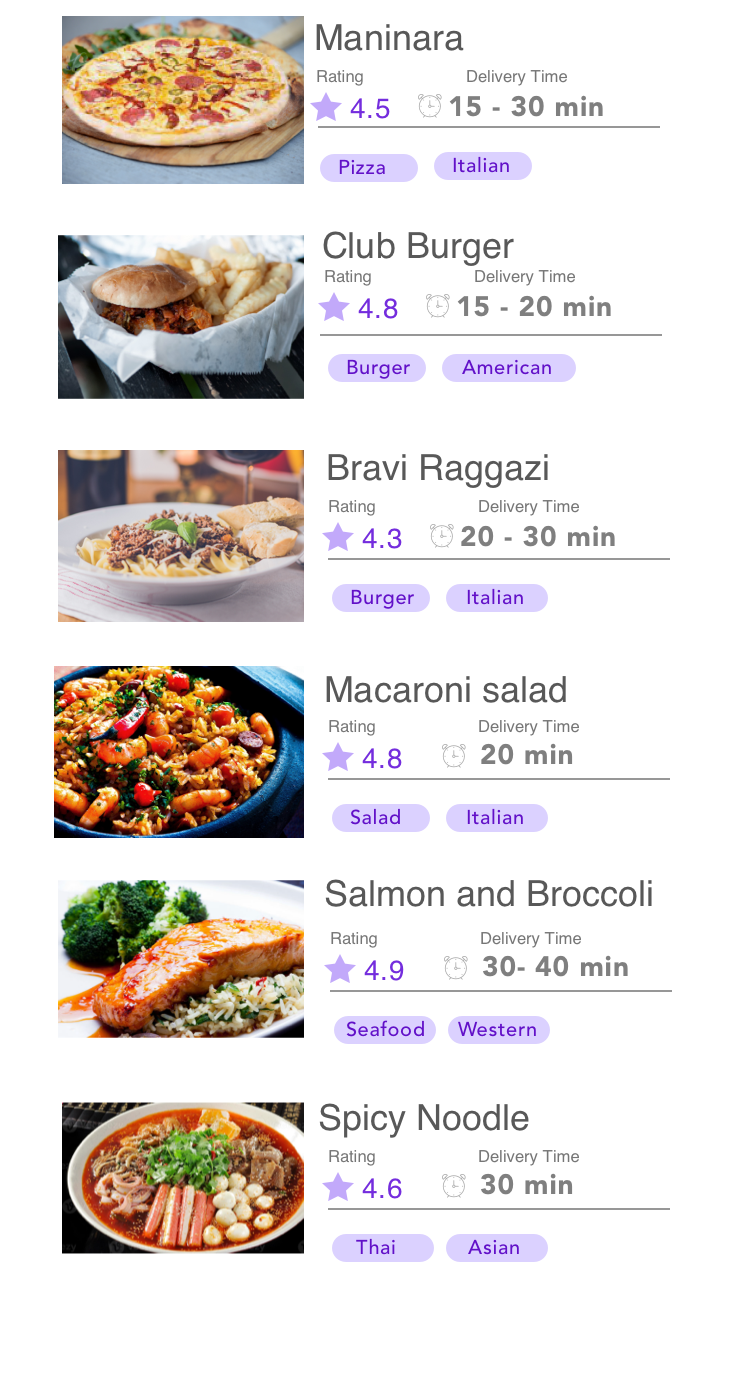 Maninara
Rating Delivery Time
4.5 15 - 30 min
Pizza Italian
Club Burger
Rating Delivery Time
4.8 15 - 20 min
Burger American
Bravi Raggazi
Rating Delivery Time
4.3 20 - 30 min
Burger Italian
Macaroni salad
Rating Delivery Time
4.8 20 min
Salad Italian
Salmon and Broccoli
Rating Delivery Time
4.9 30- 40 min
Seafood Western
Spicy Noodle
Rating Delivery Time
4.6 30 min
Thai Asian